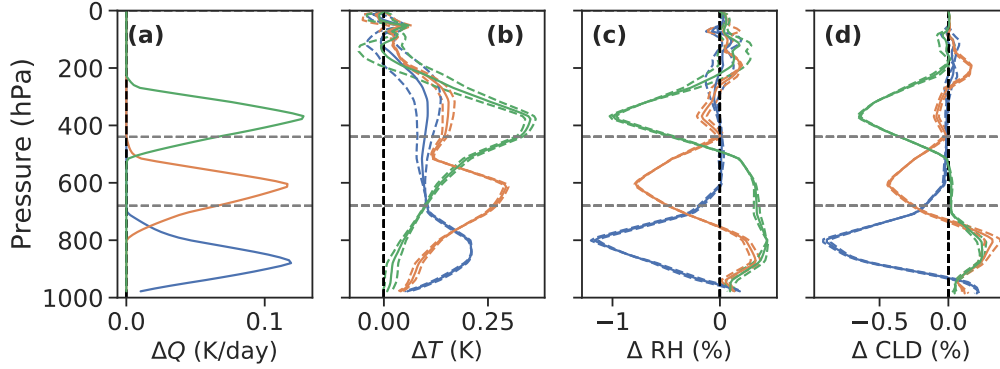 (a)
(b)
(c)
(d)
Pressure (hPa)
0
200
400
600
800
1000
0.0 0.1
0.00 0.25
−1 0
−0.5 0.0
ΔQ (K/day)
ΔT (K)
Δ RH (%)
Δ CLD (%)